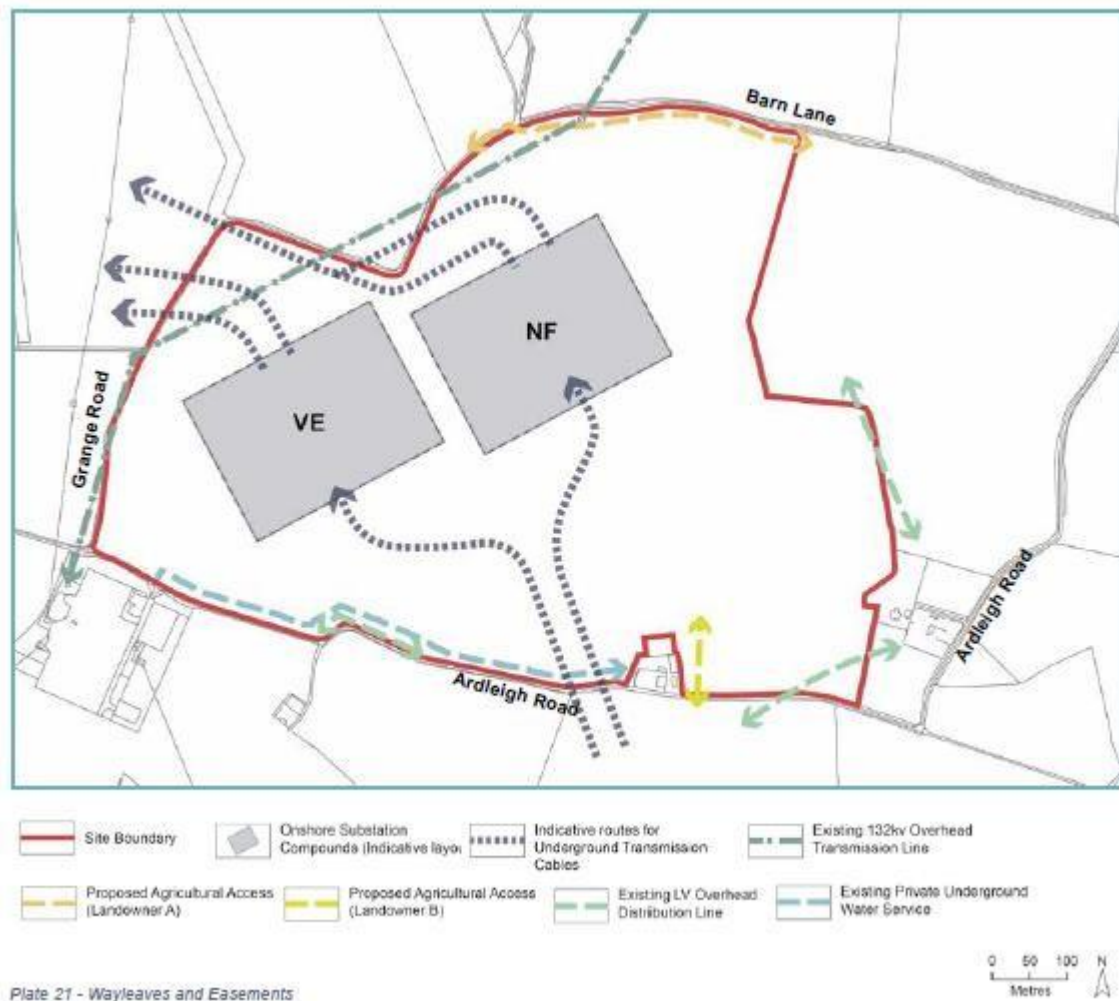 Barn Lane
NF
VE
Grange Road
Ardleigh Road
Ardleigh Road
Site Boundary
Onshore Substation
Compounds (Indicative layou
Indicative routes for
Underground Transmission
Cables
Existing 132kv Overhead
Transmission Line
Proposed Agricultural Access
(Landowner A)
Proposed Agricultural Access
(Landowner B)
Existing LV Overhead
Distribution Line
Existing Private Underground
Water Service
0 50 100 N
Metres
Plate 21 - Wayleaves and Easements